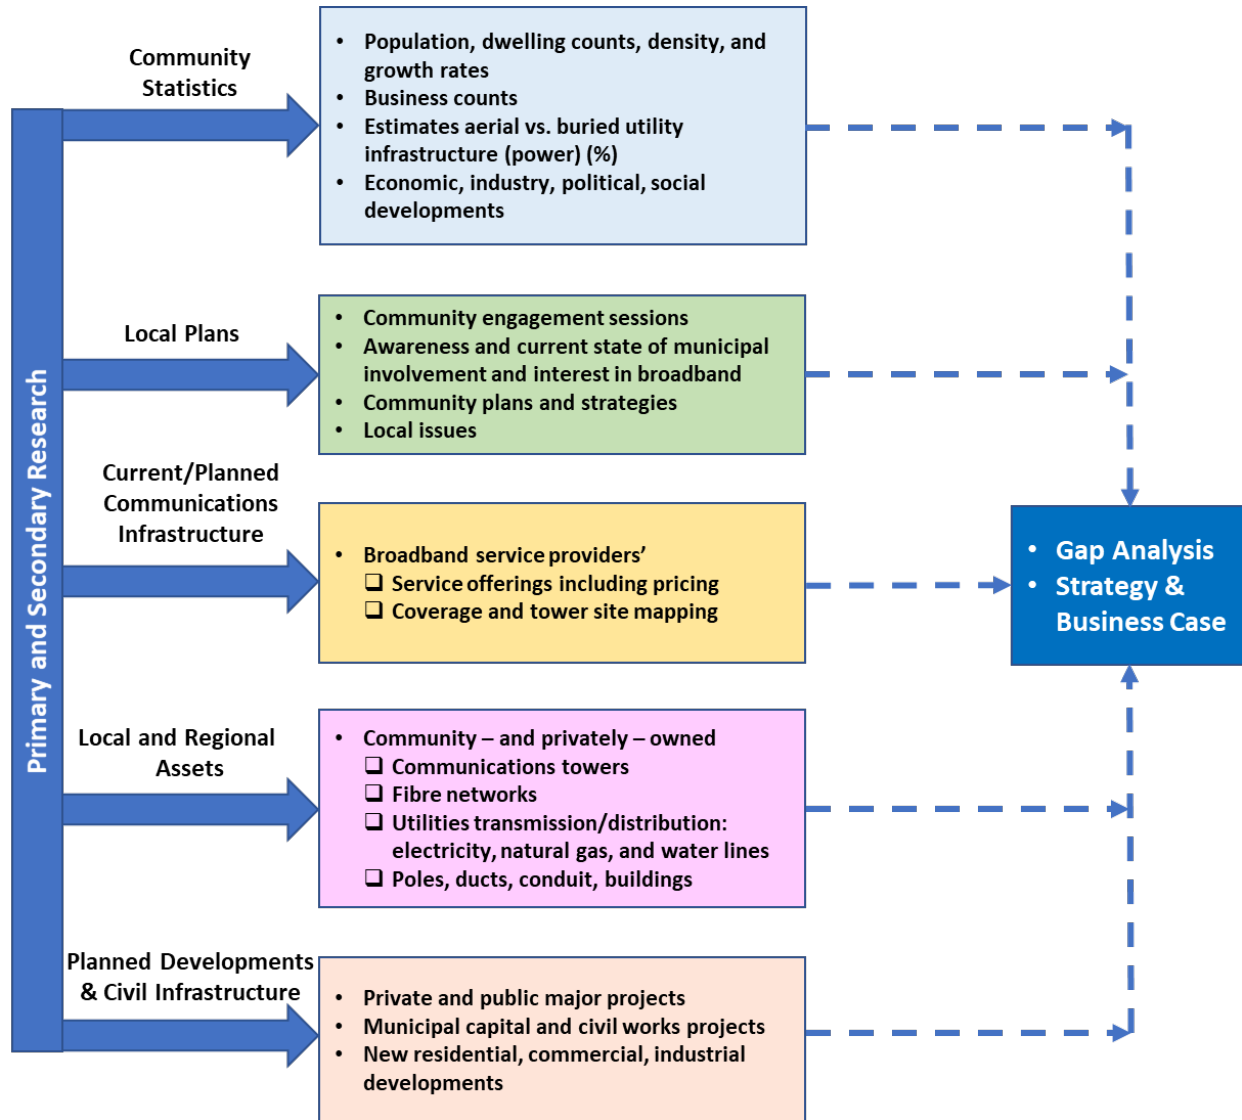 Primary and Secondary Research
Community
Statistics
• Population, dwelling counts, density, and
growth rates
• Business counts
• Estimates aerial vs. buried utility
infrastructure (power) (%)
• Economic, industry, political, social
developments
Local Plans
• Community engagement sessions
• Awareness and current state of municipal
involvement and interest in broadband
• Community plans and strategies
• Local issues
Current/Planned
Communications
Infrastructure
• Broadband service providers’
❑ Service offerings including pricing
❑ Coverage and tower site mapping
Local and Regional
Assets
• Community – and privately – owned
❑ Communications towers
❑ Fibre networks
❑ Utilities transmission/distribution:
electricity, natural gas, and water lines
❑ Poles, ducts, conduit, buildings
Planned Developments
& Civil Infrastructure
• Private and public major projects
• Municipal capital and civil works projects
• New residential, commercial, industrial
developments
• Gap Analysis
• Strategy &
Business Case